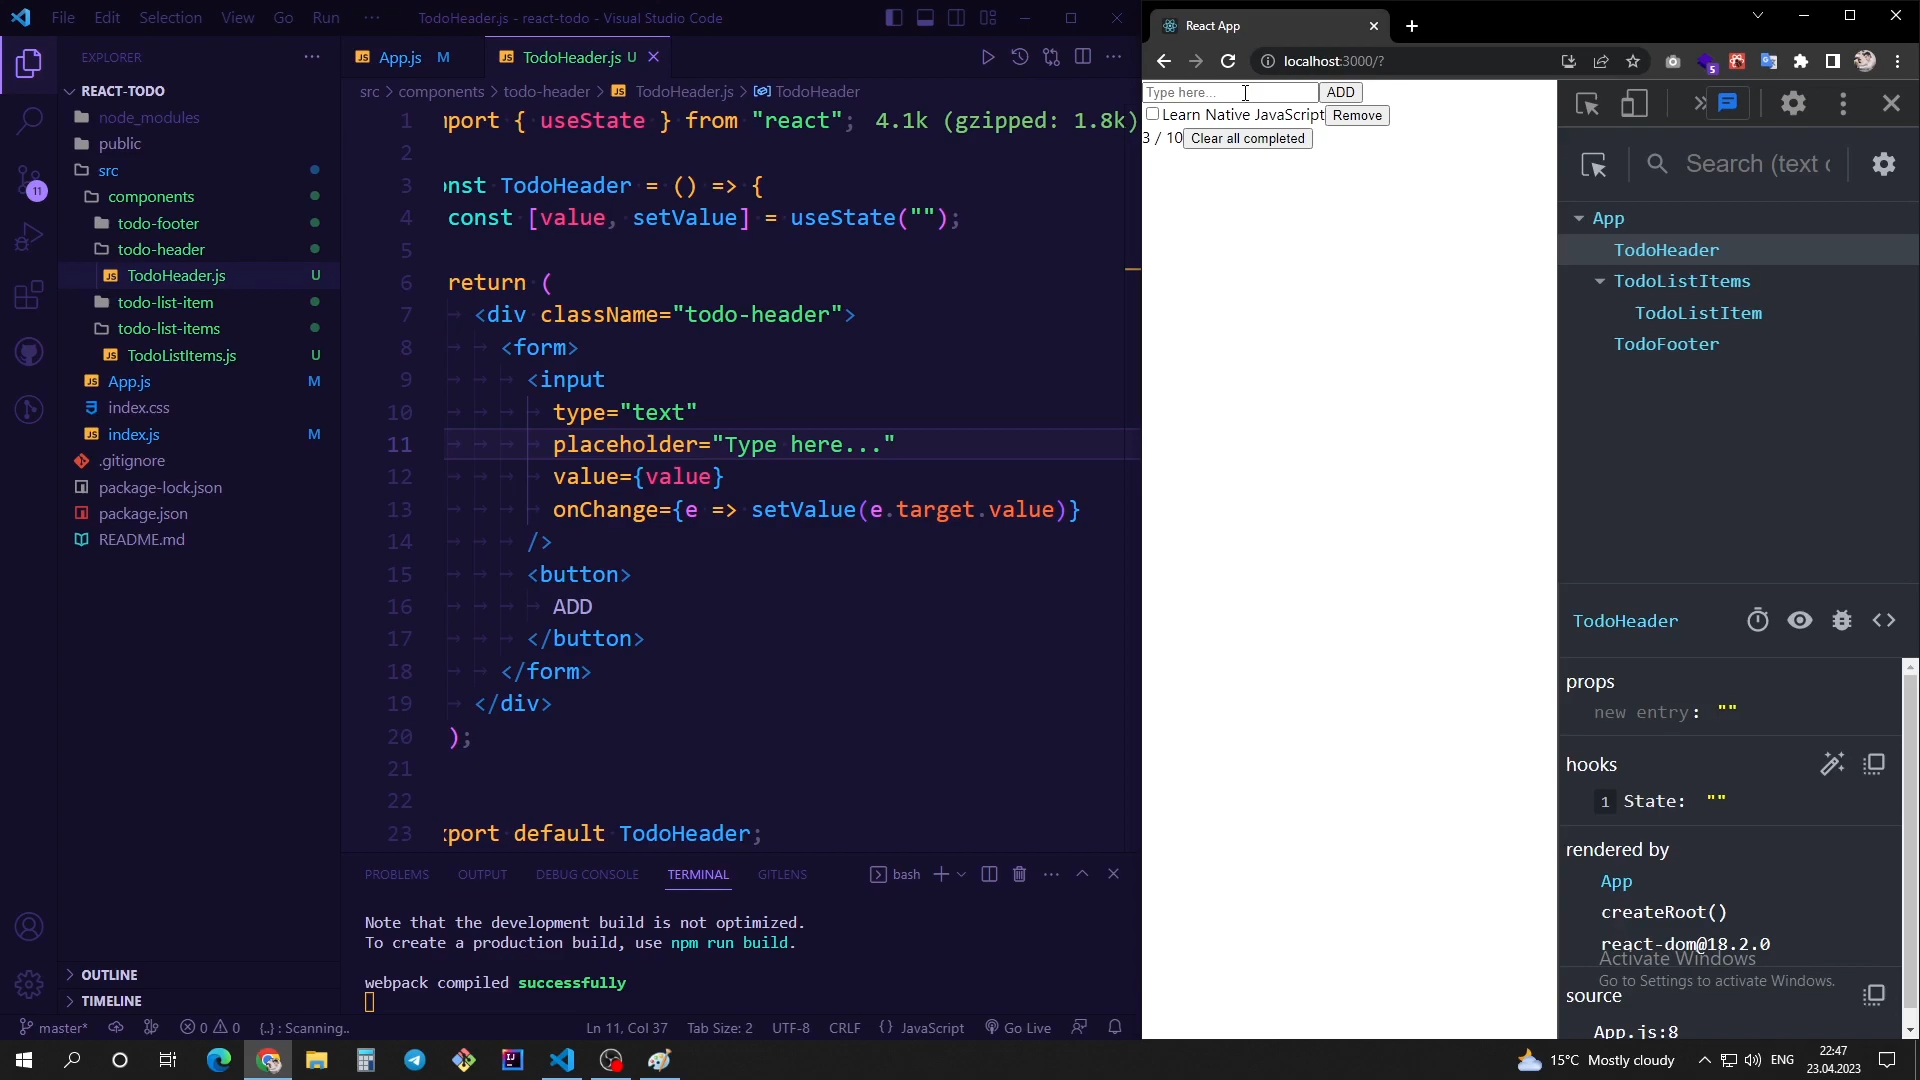 File Edit Selection View Go Run ··· TodoHeader.js - react-todo - Visual Studio Code
EXPLORER
REACT-TODO
node_modules
public
src
components
todo-footer
todo-header
TodoHeader.js U
todo-list-item
todo-list-items
TodoListItems.js U
App.js M
index.css
index.js M
.gitignore
package-lock.json
package.json
README.md
OUTLINE
TIMELINE
11
App.js M TodoHeader.js U
src > components > todo-header > TodoHeader.js > TodoHeader
1 mport { useState } from "react"; 4.1k (gzipped: 1.8k)
2
3 onst TodoHeader = () => {
4 const [value, setValue] = useState("");
5
6 return (
7 <div className="todo-header">
8 <form>
9 <input
10 type="text"
11 placeholder="Type here..."
12 value={value}
13 onChange={e => setValue(e.target.value)}
14 />
15 <button>
16 ADD
17 </button>
18 </form>
19 </div>
20 );
21
22
23 xport default TodoHeader;
PROBLEMS OUTPUT DEBUG CONSOLE TERMINAL GITLENS bash
Note that the development build is not optimized.
To create a production build, use npm run build.
webpack compiled successfully
master* 0 0 {..} : Scanning.. Ln 11, Col 37 Tab Size: 2 UTF-8 CRLF {} JavaScript Go Live
React App
localhost:3000/?
5
Type here... ADD
Learn Native JavaScript Remove
3 / 10 Clear all completed
Search (text c
App
TodoHeader
TodoListItems
TodoListItem
TodoFooter
TodoHeader
props
new entry: ""
hooks
1 State: ""
rendered by
App
createRoot()
react-dom@18.2.0
Activate Windows
Go to Settings to activate Windows.
source
App.js:8
15°C Mostly cloudy ENG 22:47
23.04.2023